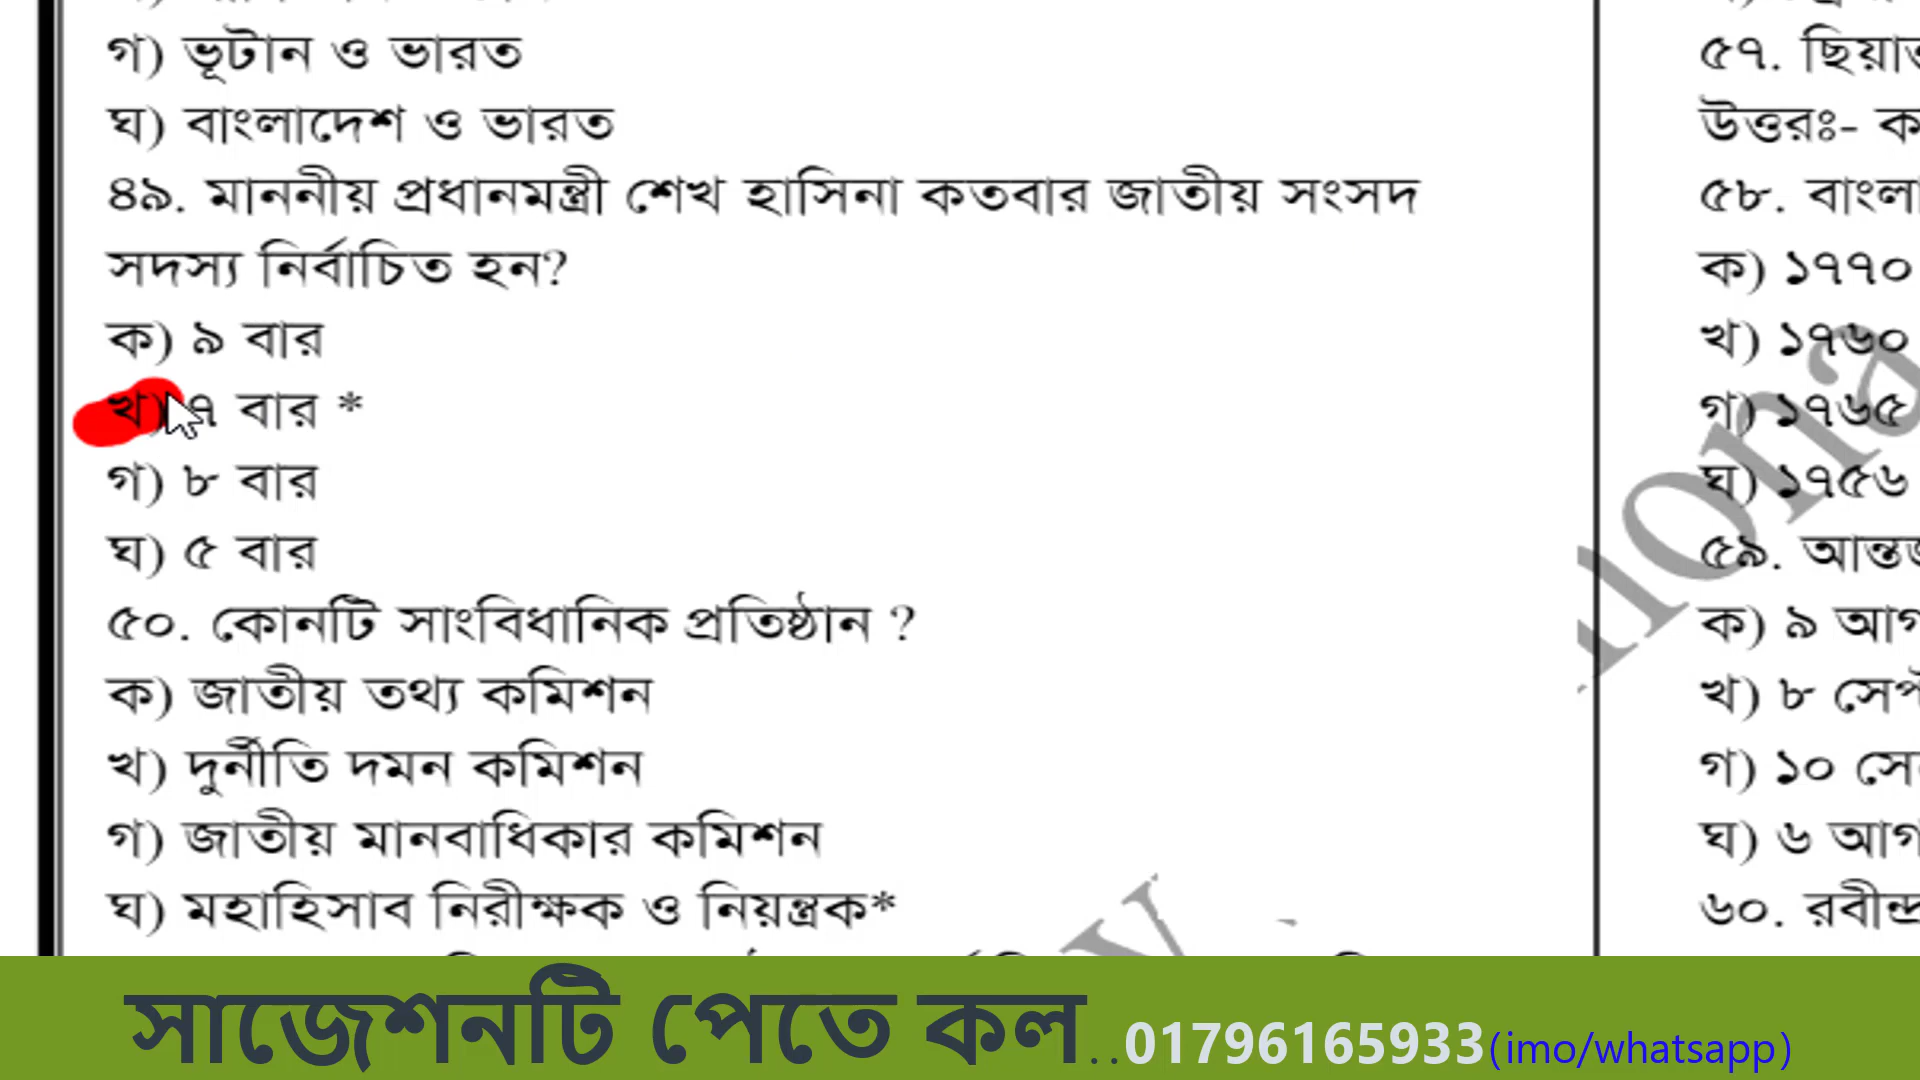 গ) ভূটান ও ভারত
ঘ) বাংলাদেশ ও ভারত
৪৯. মাননীয় প্রধানমন্ত্রী শেখ হাসিনা কতবার জাতীয় সংসদ
সদস্য নির্বাচিত হন?
ক) ৯ বার
খ) ৭ বার *
গ) ৮ বার
ঘ) ৫ বার
৫০. কোনটি সাংবিধানিক প্রতিষ্ঠান ?
ক) জাতীয় তথ্য কমিশন
খ) দুর্নীতি দমন কমিশন
গ) জাতীয় মানবাধিকার কমিশন
ঘ) মহাহিসাব নিরীক্ষক ও নিয়ন্ত্রক*
৫৭.
উত্তরঃ- ক
৫৮.
ক) ১৭৭০
খ) ১৭৬০
গ) ১৭৬৫
ঘ) ১৭৫৬
৫৯.
ক) ৯
খ) ৮
গ) ১০
ঘ) ৬
৬০.
সাজেশনটি পেতে কল..01796165933(imo/whatsapp)